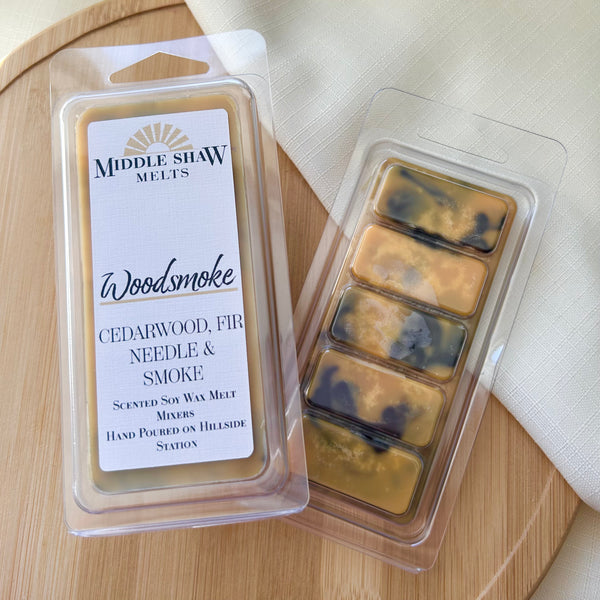 MIDDLE SHAW
MELTS
Woodsmoke
CEDARWOOD, FIR
NEEDLE &
SMOKE
SCENTED SOY WAX MELT
MIXERS
HAND POURED ON HILLSIDE
STATION